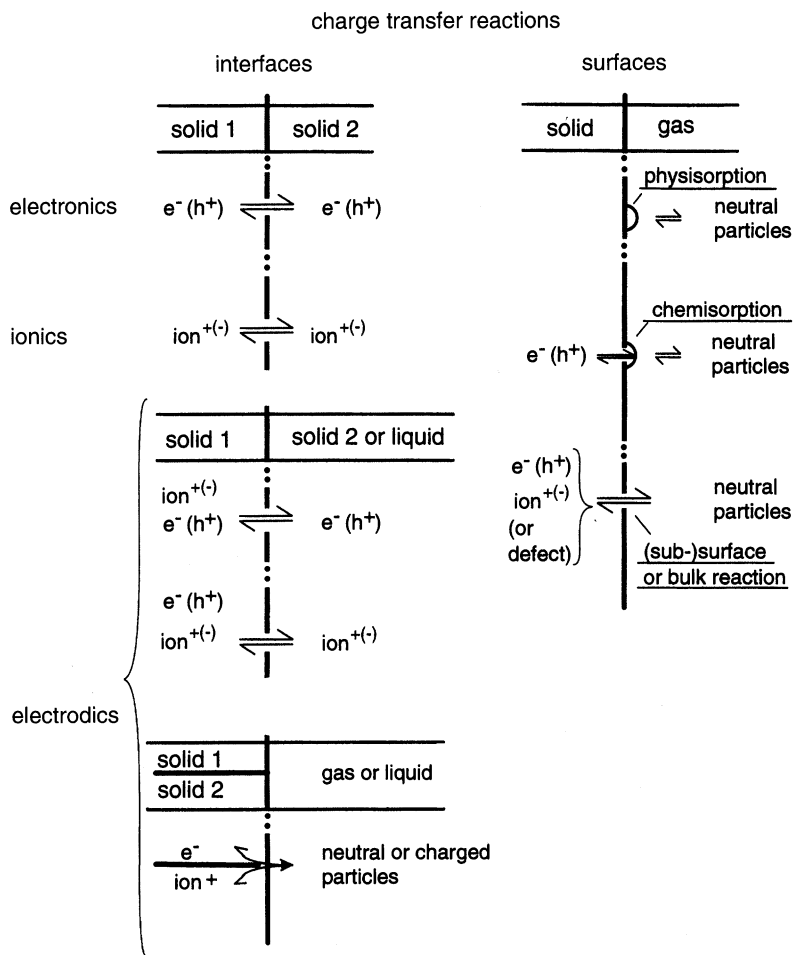 charge transfer reactions
interfaces
surfaces
solid 1 solid 2
solid gas
physisorption
electronics e⁻ (h⁺) e⁻ (h⁺)
neutral
particles
ionics ion⁺⁽⁻⁾ ion⁺⁽⁻⁾
chemisorption
e⁻ (h⁺) neutral
particles
solid 1 solid 2 or liquid
ion⁺⁽⁻⁾
e⁻ (h⁺) e⁻ (h⁺)
e⁻ (h⁺)
ion⁺⁽⁻⁾
(or
defect)
neutral
particles
(sub-)surface
or bulk reaction
e⁻ (h⁺)
ion⁺⁽⁻⁾ ion⁺⁽⁻⁾
electrodics
solid 1
solid 2
gas or liquid
e⁻
ion +
neutral or charged
particles